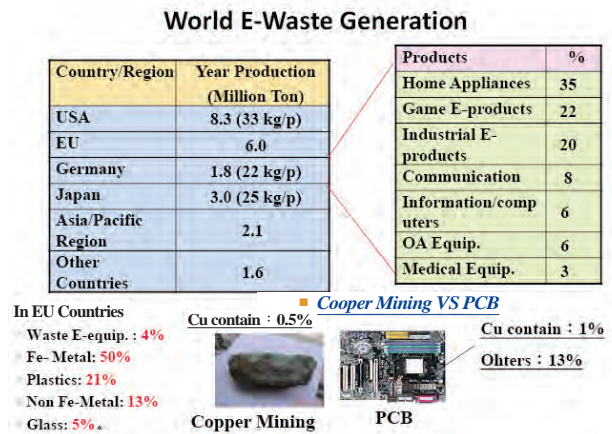 World E-Waste Generation
Country/Region Year Production
(Million Ton)
USA 8.3 (33 kg/p)
EU 6.0
Germany 1.8 (22 kg/p)
Japan 3.0 (25 kg/p)
Asia/Pacific
Region 2.1
Other
Countries 1.6
Products %
Home Appliances 35
Game E-products 22
Industrial E-
products 20
Communication 8
Information/comp
uters 6
OA Equip. 6
Medical Equip. 3
In EU Countries
Waste E-equip. : 4%
Fe- Metal: 50%
Plastics: 21%
Non Fe-Metal: 13%
Glass: 5%。
Cooper Mining VS PCB
Cu contain：0.5%
Copper Mining
PCB
Cu contain：1%
Ohters：13%